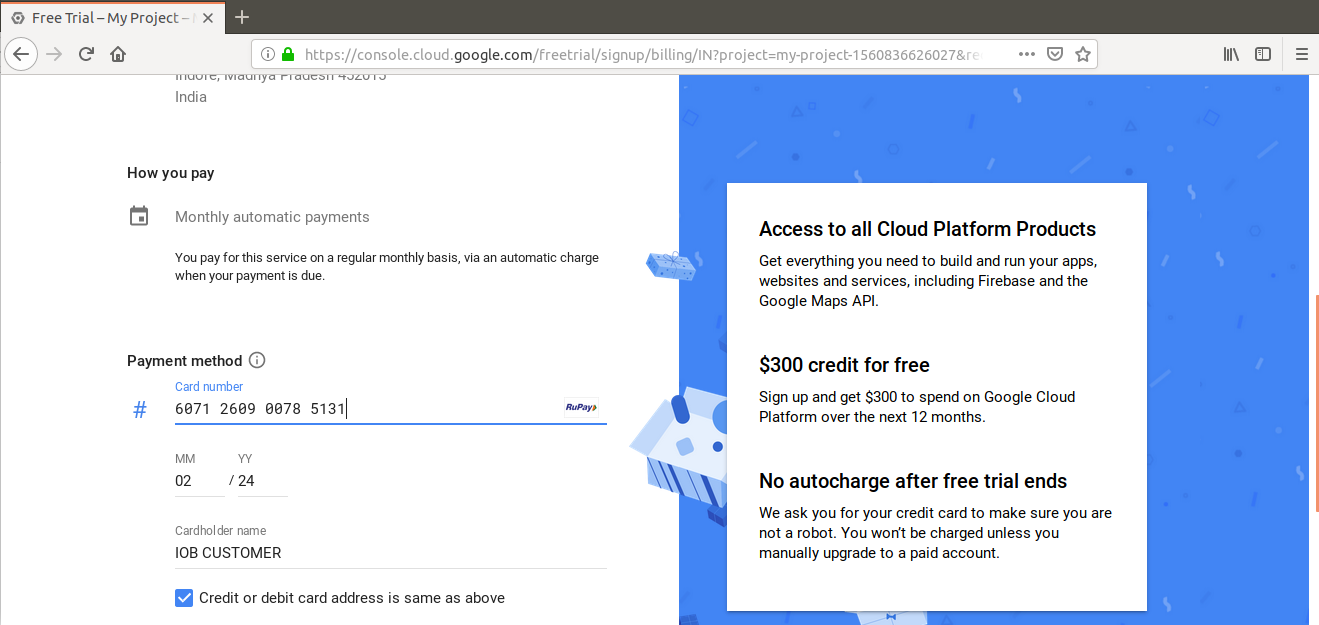 Free Trial – My Project –
https://console.cloud.google.com/freetrial/signup/billing/IN?project=my-project-1560836626027&re
Indore, Madhya Pradesh 452015
India
How you pay
Monthly automatic payments
You pay for this service on a regular monthly basis, via an automatic charge
when your payment is due.
Payment method
Card number
# 6071 2609 0078 5131 RuPay
MM YY
02 / 24
Cardholder name
IOB CUSTOMER
Credit or debit card address is same as above
Access to all Cloud Platform Products
Get everything you need to build and run your apps,
websites and services, including Firebase and the
Google Maps API.
$300 credit for free
Sign up and get $300 to spend on Google Cloud
Platform over the next 12 months.
No autocharge after free trial ends
We ask you for your credit card to make sure you are
not a robot. You won’t be charged unless you
manually upgrade to a paid account.